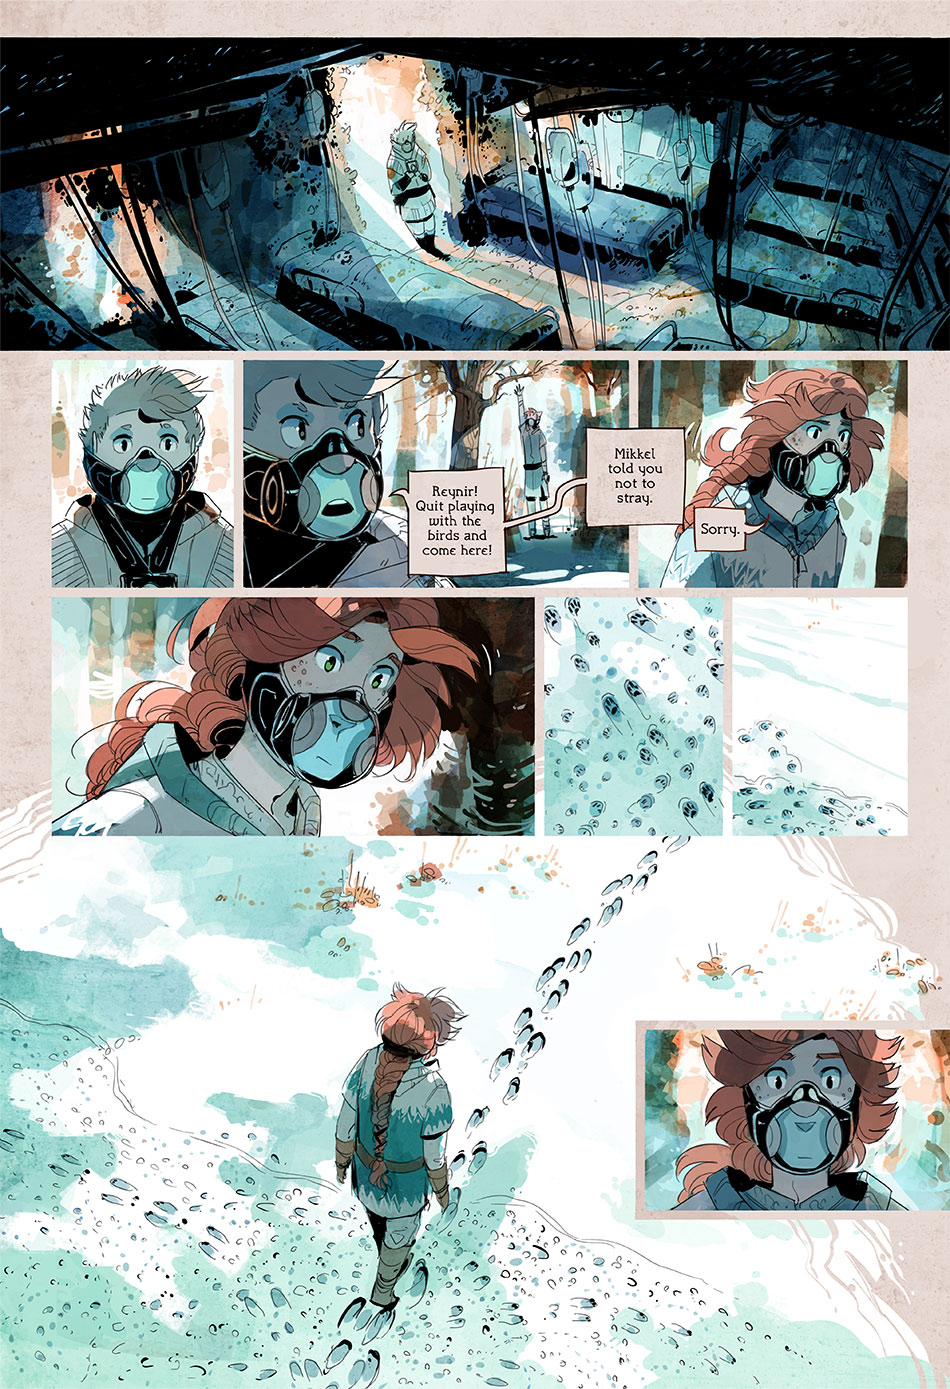 Reynir!
Quit playing
with the
birds and
come here!
Mikkel
told you
not to
stray.
Sorry.